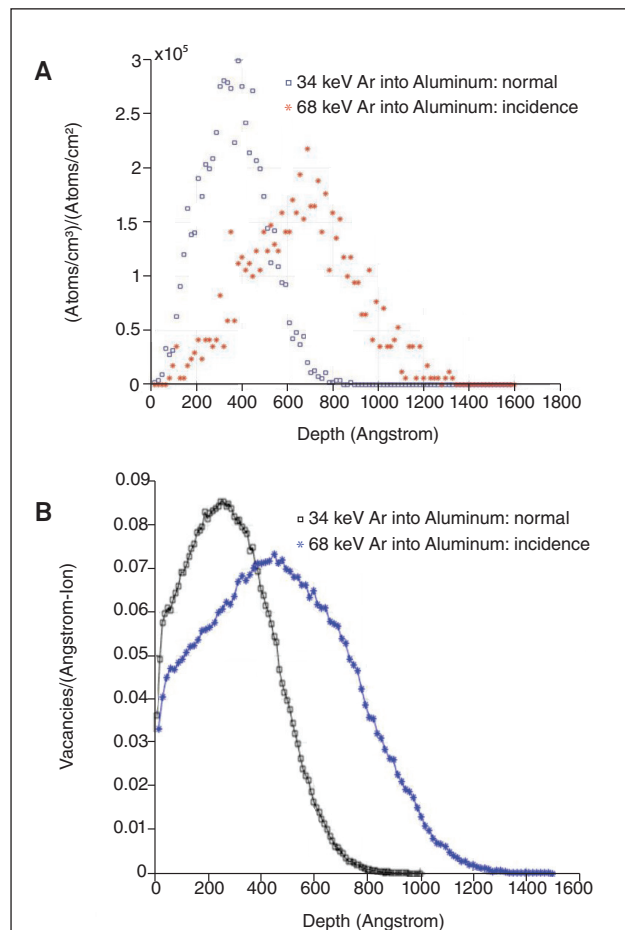 A
x10⁵
3
2.5
2
1.5
1
0.5
0
(Atoms/cm³)/(Atoms/cm²)
34 keV Ar into Aluminum: normal
68 keV Ar into Aluminum: incidence
0 200 400 600 800 1000 1200 1400 1600 1800
Depth (Angstrom)
B
0.09
0.08
0.07
0.06
0.05
0.04
0.03
0.02
0.01
0
Vacancies/(Angstrom-Ion)
34 keV Ar into Aluminum: normal
68 keV Ar into Aluminum: incidence
0 200 400 600 800 1000 1200 1400 1600
Depth (Angstrom)